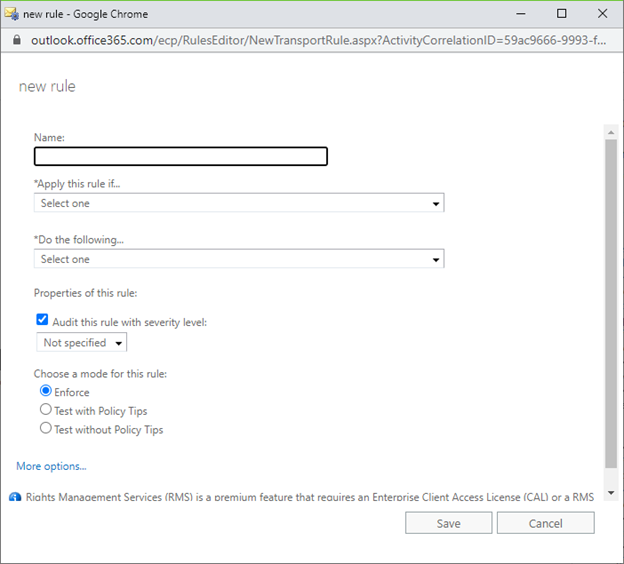 new rule - Google Chrome
outlook.office365.com/ecp/RulesEditor/NewTransportRule.aspx?ActivityCorrelationID=59ac9666-9993-f...
new rule
Name:
*Apply this rule if...
Select one
*Do the following...
Select one
Properties of this rule:
Audit this rule with severity level:
Not specified
Choose a mode for this rule:
Enforce
Test with Policy Tips
Test without Policy Tips
More options...
Rights Management Services (RMS) is a premium feature that requires an Enterprise Client Access License (CAL) or a RMS
Save Cancel